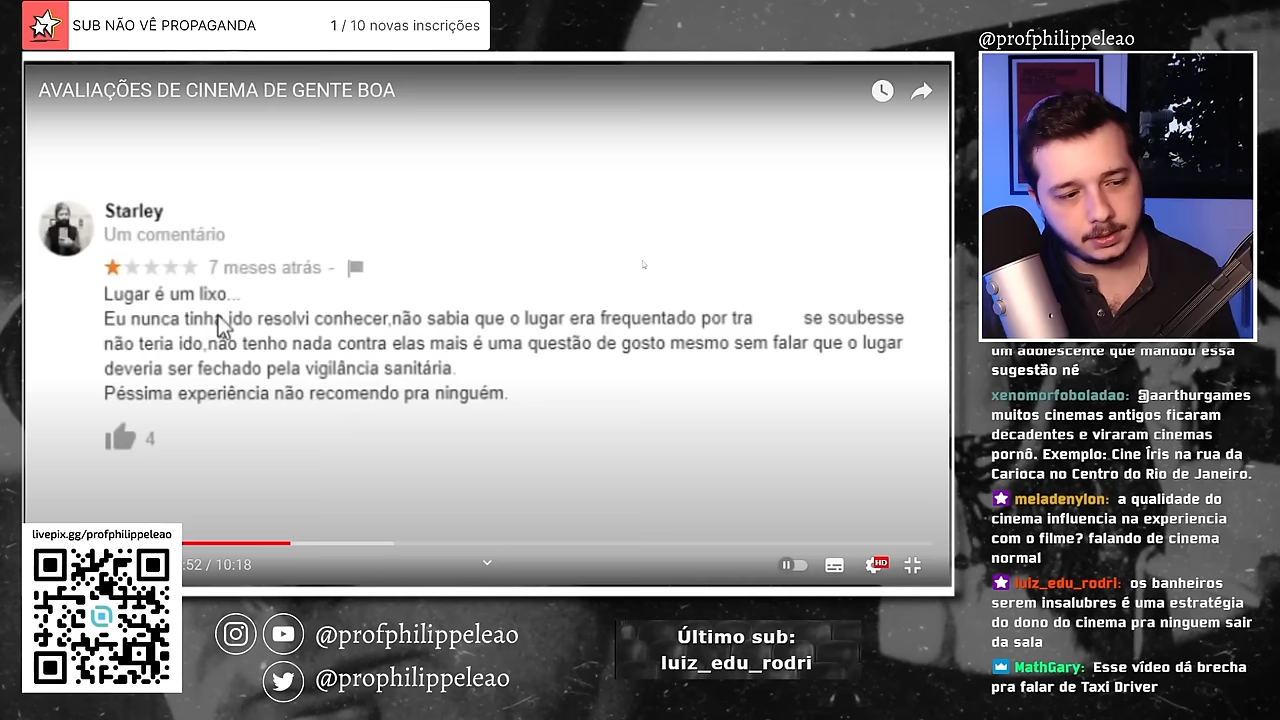 SUB NÃO VÊ PROPAGANDA
1 / 10 novas inscrições
AVALIAÇÕES DE CINEMA DE GENTE BOA
Starley
Um comentário
7 meses atrás -
Lugar é um lixo...
Eu nunca tinha ido resolvi conhecer,não sabia que o lugar era frequentado por tra se soubesse
não teria ido,não tenho nada contra elas mais é uma questão de gosto mesmo sem falar que o lugar
deveria ser fechado pela vigilância sanitária.
Péssima experiência não recomendo pra ninguém.
4
livepix.gg/profphilippeleao
:52 / 10:18
HD
@profphilippeleao
@prophilippeleao
Último sub:
luiz_edu_rodri
@profphilippeleao
um adolescente que mandou essa
sugestão né
xenomorfoboladao: @aarthurgames
muitos cinemas antigos ficaram
decadentes e viraram cinemas
pornô. Exemplo: Cine Íris na rua da
Carioca no Centro do Rio de Janeiro.
meladenylon: a qualidade do
cinema influencia na experiencia
com o filme? falando de cinema
normal
luiz_edu_rodri: os banheiros
serem insalubres é uma estratégia
do dono do cinema pra ninguem sair
da sala
MathGary: Esse vídeo dá brecha
pra falar de Taxi Driver